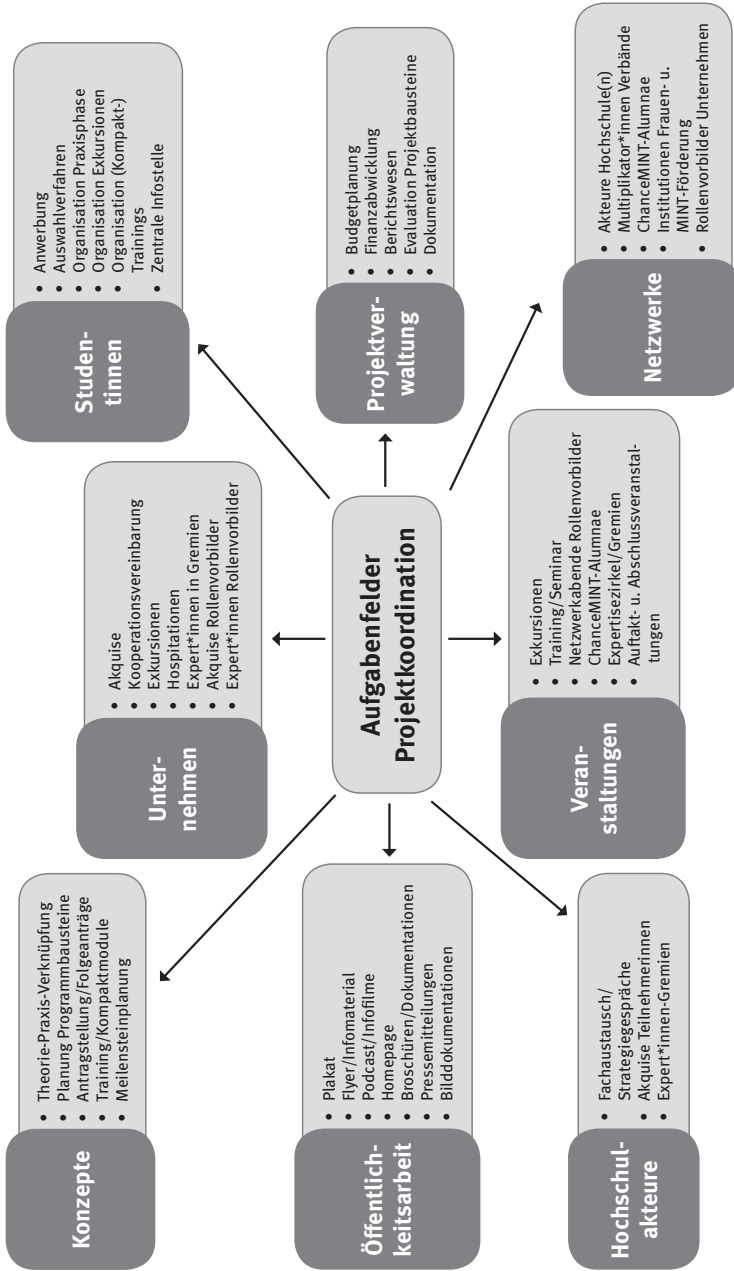 Konzepte
• Theorie-Praxis-Verknüpfung
• Planung Programmbausteine
• Antragstellung/Folgeanträge
• Training/Kompaktmodule
• Meilensteinplanung
Unter-
nehmen
• Akquise
• Kooperationsvereinbarung
• Exkursionen
• Hospitationen
• Expert*innen in Gremien
• Akquise Rollenvorbilder
• Expert*innen Rollenvorbilder
Studen-
tinnen
• Anwerbung
• Auswahlverfahren
• Organisation Praxisphase
• Organisation Exkursionen
• Organisation (Kompakt-)
Trainings
• Zentrale Infostelle
Öffentlich-
keitsarbeit
• Plakat
• Flyer/Infomaterial
• Podcast/Infofilme
• Homepage
• Broschüren/Dokumentationen
• Pressemitteilungen
• Bilddokumentationen
Aufgabenfelder
Projektkoordination
Projektver-
waltung
• Budgetplanung
• Finanzabwicklung
• Berichtswesen
• Evaluation Projektbausteine
• Dokumentation
Hochschul-
akteure
• Fachaustausch/
Strategiegespräche
• Akquise Teilnehmerinnen
• Expert*innen-Gremien
Veran-
staltungen
• Exkursionen
• Training/Seminar
• Netzwerkabende Rollenvorbilder
• ChanceMINT-Alumnae
• Expertisezirkel/Gremien
• Auftakt- u. Abschlussveranstal-
tungen
Netzwerke
• Akteure Hochschule(n)
• Multiplikator*innen Verbände
• ChanceMINT-Alumnae
• Institutionen Frauen- u.
MINT-Förderung
• Rollenvorbilder Unternehmen